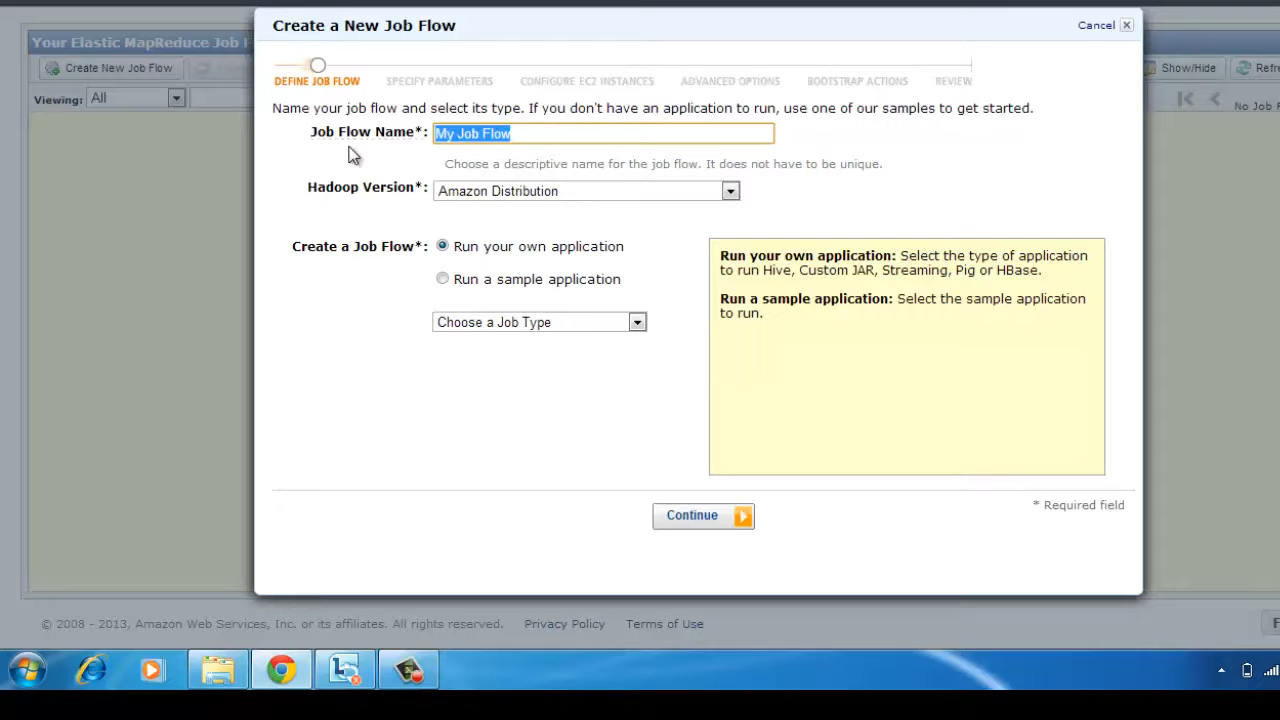 Create a New Job Flow
Cancel
Your Elastic MapReduce Job
Create New Job Flow
Show/Hide
Viewing: All
No Job
DEFINE JOB FLOW SPECIFY PARAMETERS CONFIGURE EC2 INSTANCES ADVANCED OPTIONS BOOTSTRAP ACTIONS REVIEW
Name your job flow and select its type. If you don't have an application to run, use one of our samples to get started.
Job Flow Name*: My Job Flow
Choose a descriptive name for the job flow. It does not have to be unique.
Hadoop Version*: Amazon Distribution
Create a Job Flow*: Run your own application
Run a sample application
Choose a Job Type
Run your own application: Select the type of application
to run Hive, Custom JAR, Streaming, Pig or HBase.
Run a sample application: Select the sample application
to run.
* Required field
Continue
© 2008 - 2013, Amazon Web Services, Inc. or its affiliates. All rights reserved. Privacy Policy Terms of Use